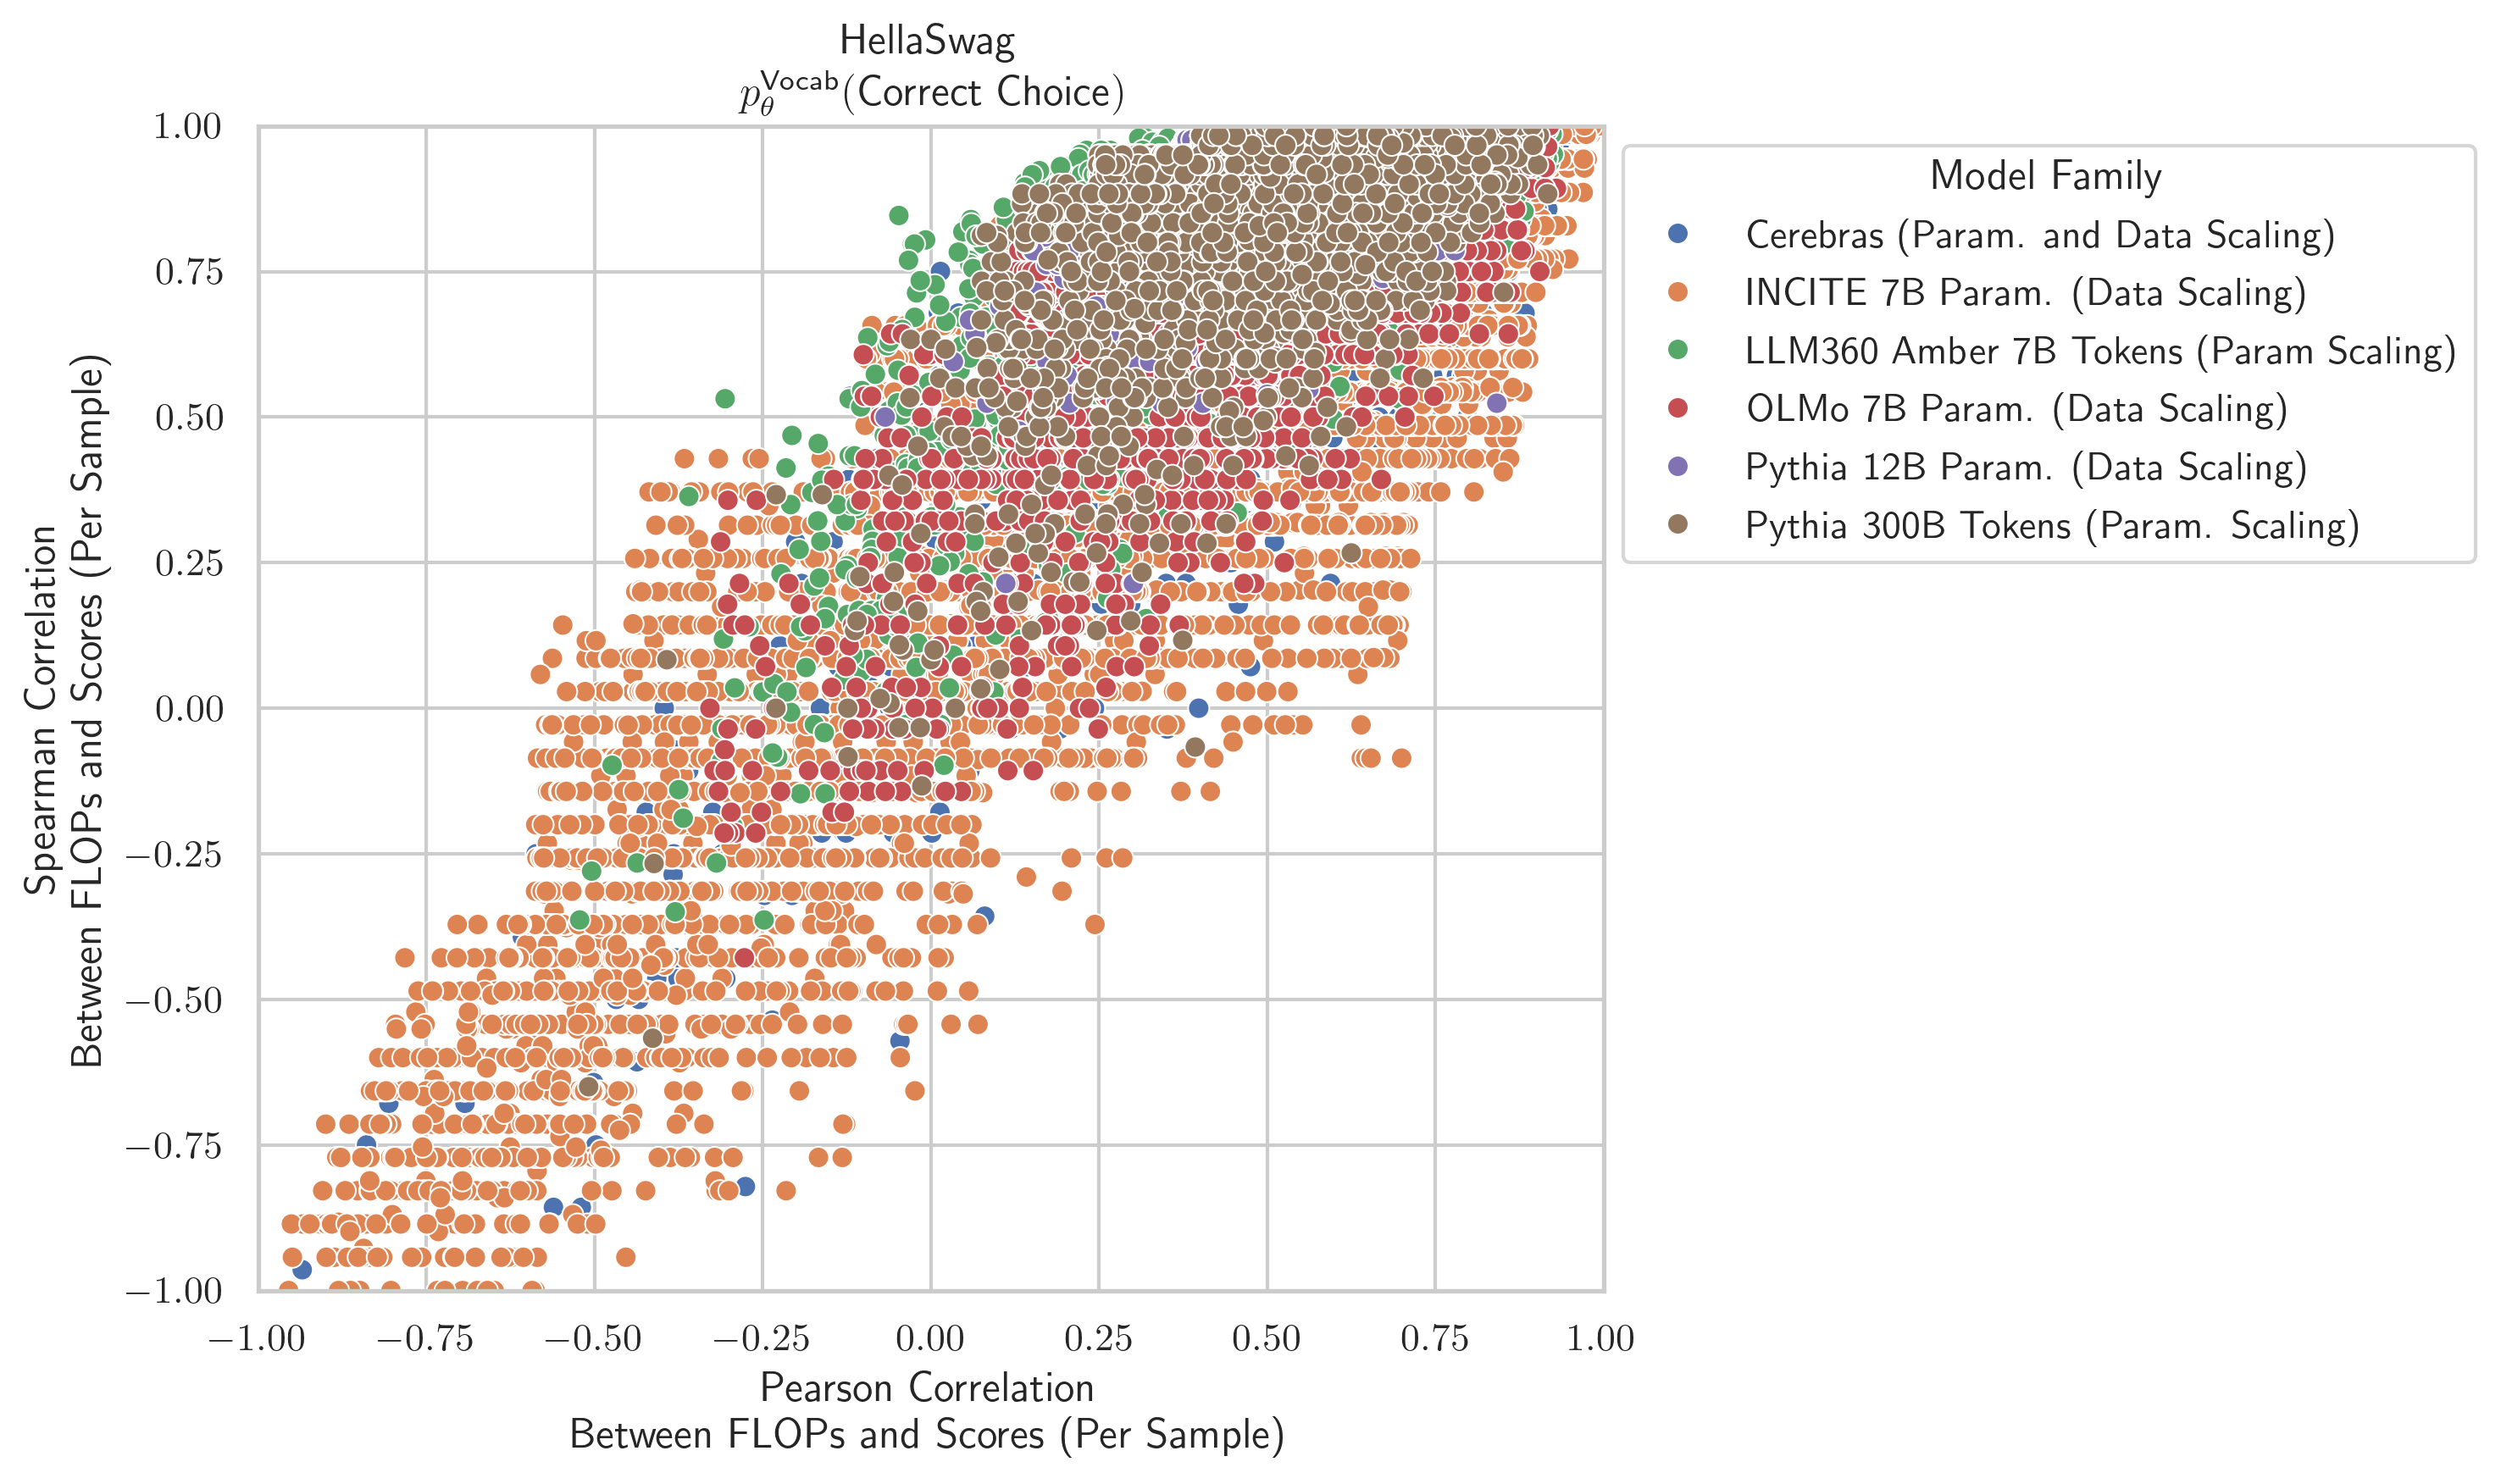 HellaSwag
p_θ^Vocab(Correct Choice)
Spearman Correlation
Between FLOPs and Scores (Per Sample)
1.00
0.75
0.50
0.25
0.00
−0.25
−0.50
−0.75
−1.00
−1.00 −0.75 −0.50 −0.25 0.00 0.25 0.50 0.75 1.00
Pearson Correlation
Between FLOPs and Scores (Per Sample)
Model Family
Cerebras (Param. and Data Scaling)
INCITE 7B Param. (Data Scaling)
LLM360 Amber 7B Tokens (Param Scaling)
OLMo 7B Param. (Data Scaling)
Pythia 12B Param. (Data Scaling)
Pythia 300B Tokens (Param. Scaling)